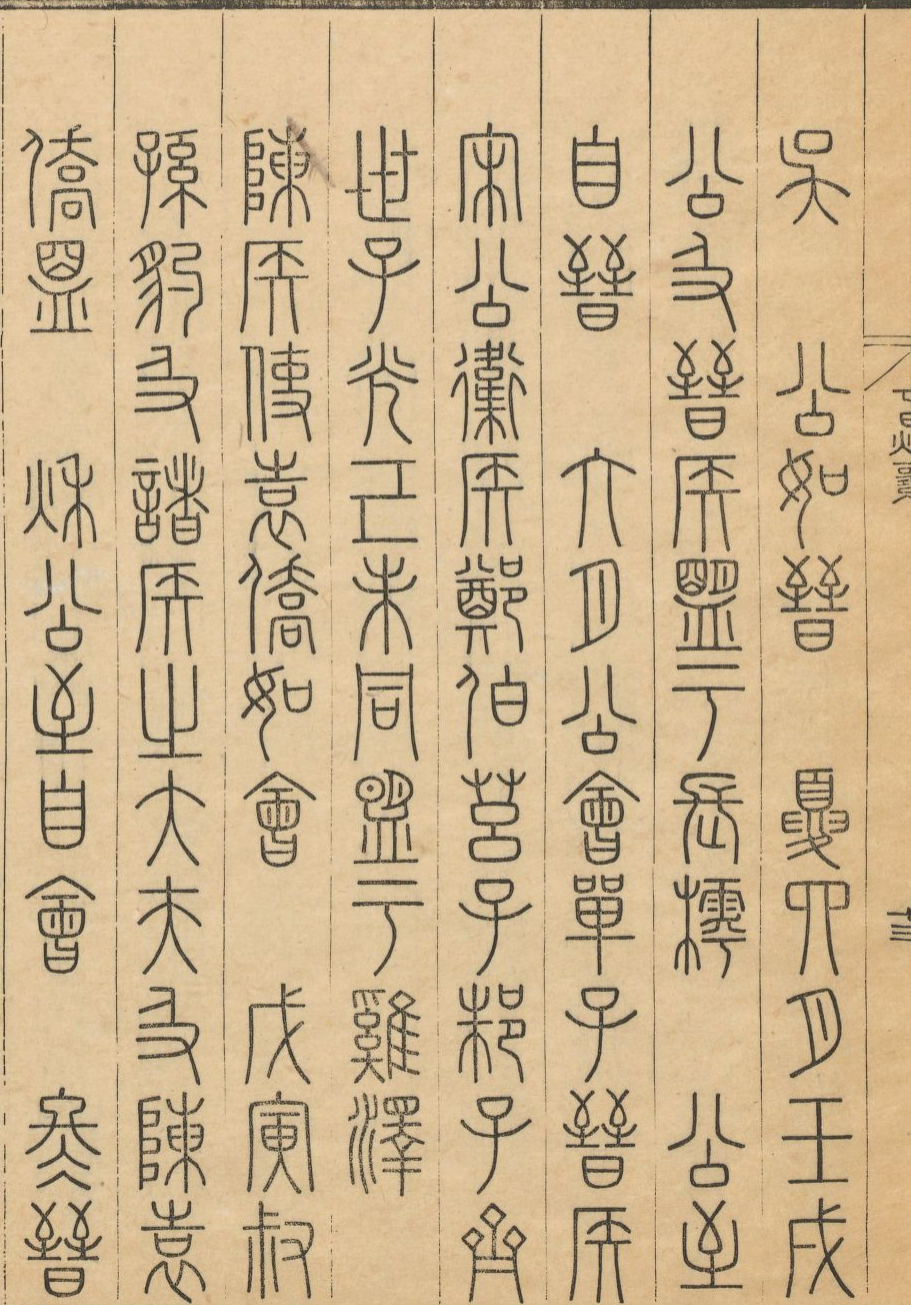 吳 公如晉 夏四月壬戌
公及晉侯盟于長樗 公至
自晉 六月公會單子晉侯
宋公衛侯鄭伯莒子邾子齊
世子光己未同盟于雞澤
陳侯使袁僑如會 戊寅叔
孫豹及諸侯之大夫及陳袁
僑盟 秋公至自會 冬晉